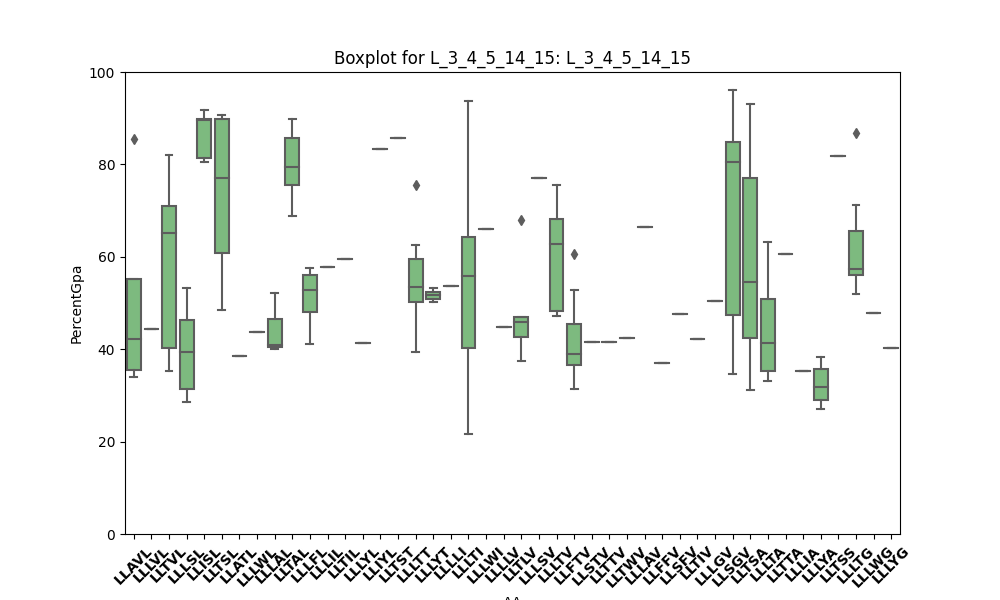 Boxplot for L_3_4_5_14_15: L_3_4_5_14_15
100
80
60
40
20
0
PercentGpa
LLAVL
LLLVL
LLTVL
LLLSL
LLISL
LLTSL
LLATL
LLLWL
LLLAL
LLTAL
LLLFL
LLLIL
LLTIL
LLLYL
LLIYL
LLTST
LLLTT
LLLYT
LLLLI
LLLTI
LLLWI
LLLLV
LLTLV
LLLSV
LLLTV
LLFTV
LLSTV
LLTTV
LLTWV
LLLAV
LLFFV
LLSFV
LLTIV
LLLGV
LLSGV
LLTSA
LLLTA
LLTTA
LLLIA
LLLYA
LLTSS
LLLTG
LLLWG
LLLYG